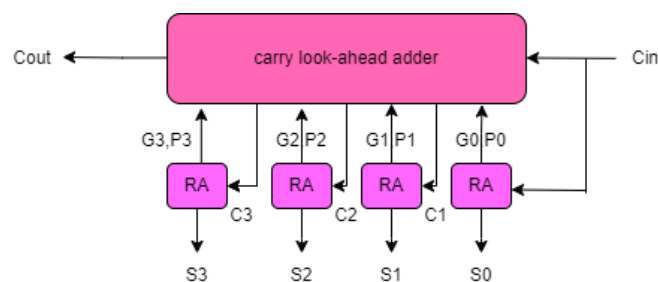 Cout
carry look-ahead adder
Cin
G3,P3
G2,P2
G1,P1
G0,P0
RA
RA
RA
RA
C3
C2
C1
S3
S2
S1
S0